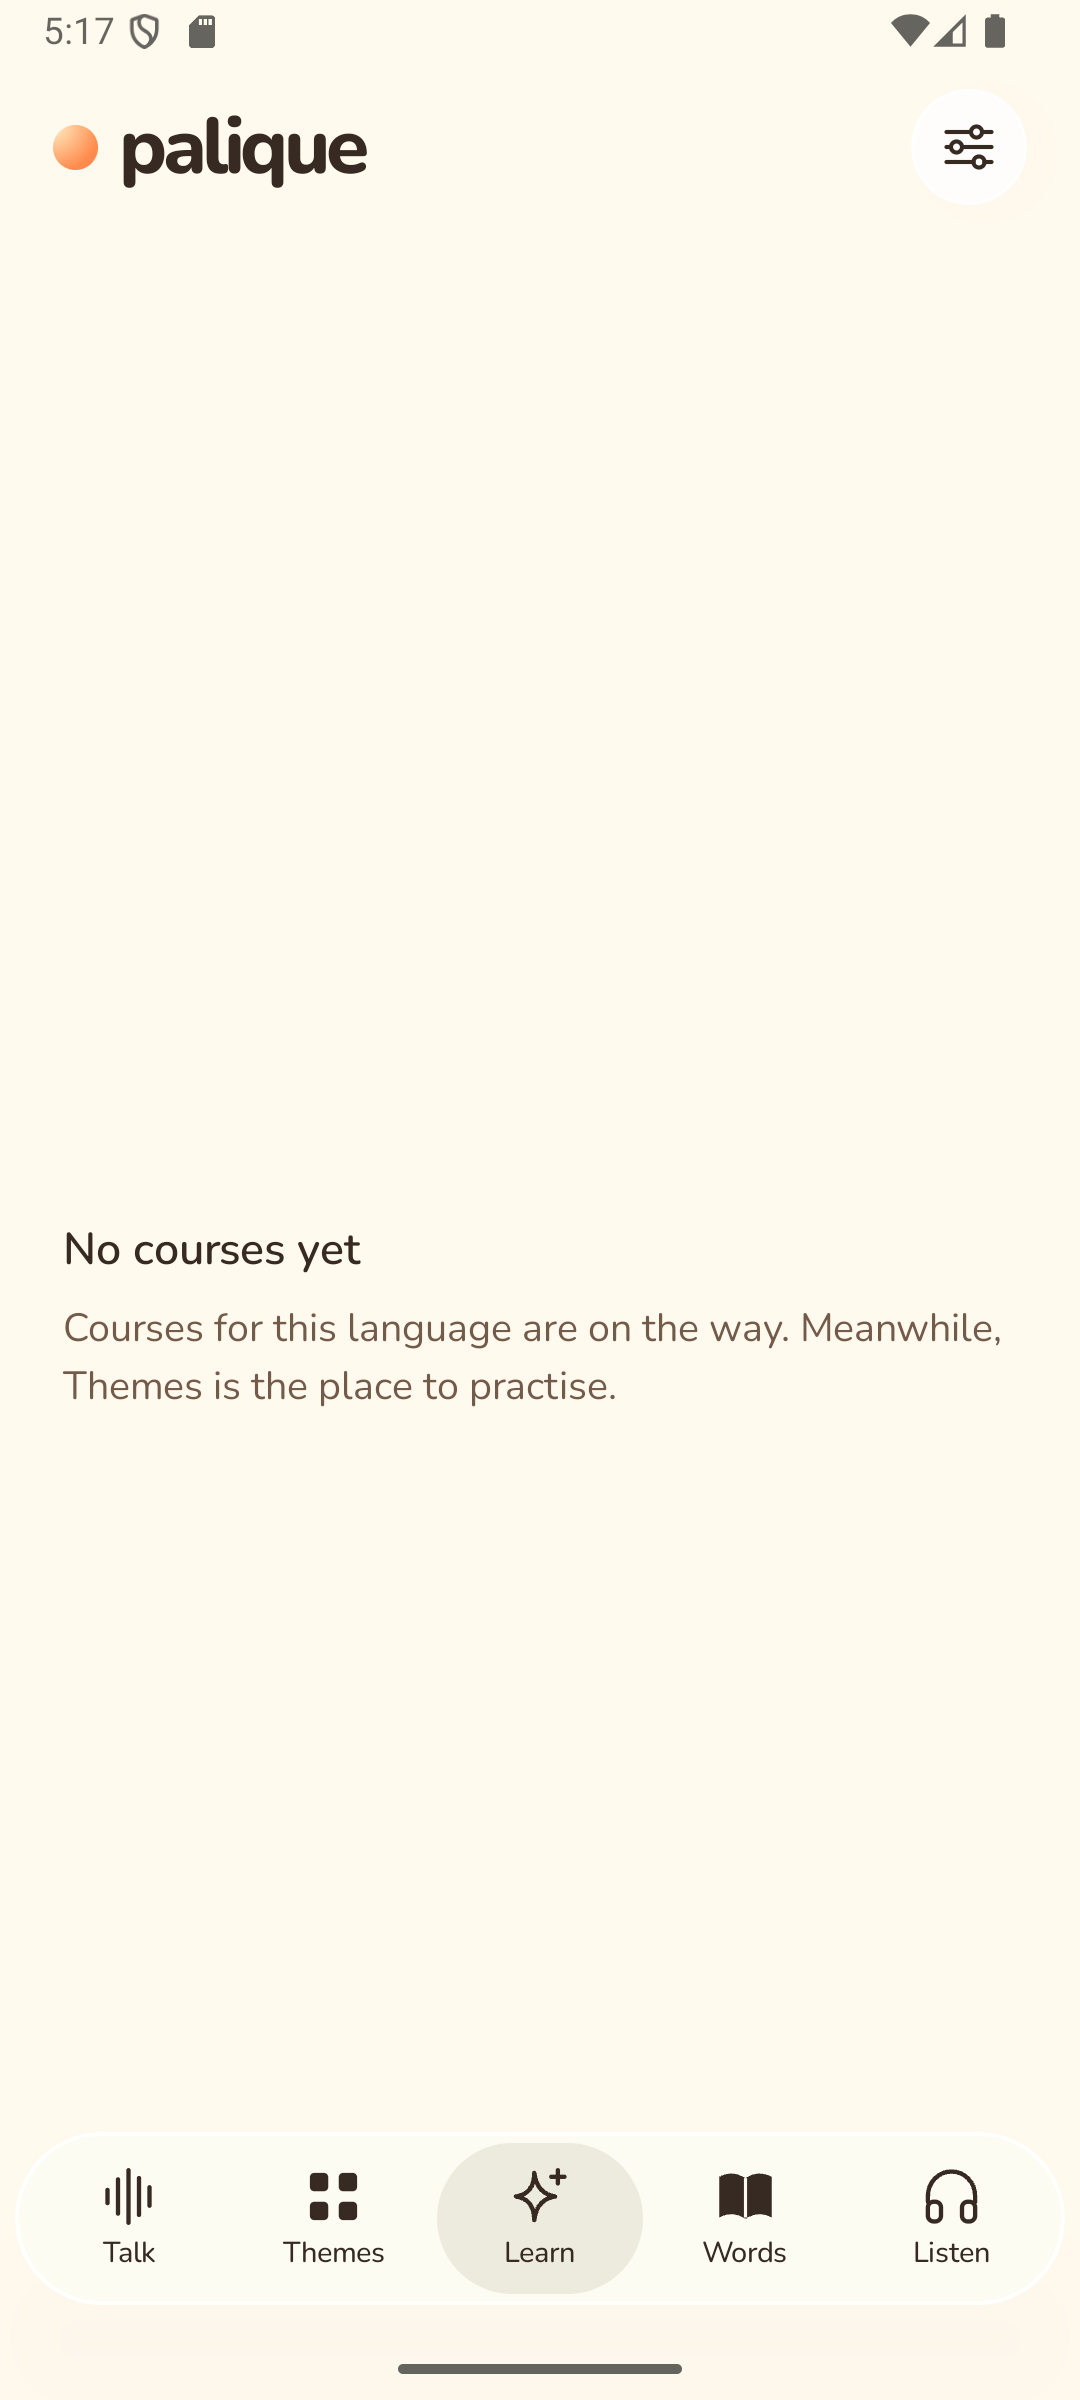 5:17
palique
No courses yet
Courses for this language are on the way. Meanwhile,
Themes is the place to practise.
Talk
Themes
Learn
Words
Listen